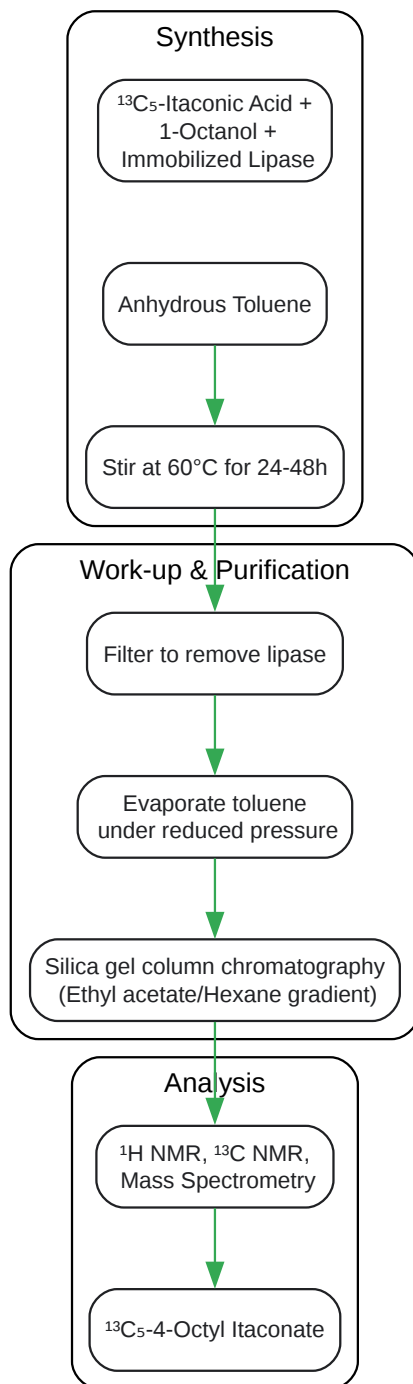 Synthesis
¹³C₅-Itaconic Acid +
1-Octanol +
Immobilized Lipase
Anhydrous Toluene
Stir at 60°C for 24-48h
Work-up & Purification
Filter to remove lipase
Evaporate toluene
under reduced pressure
Silica gel column chromatography
(Ethyl acetate/Hexane gradient)
Analysis
¹H NMR, ¹³C NMR,
Mass Spectrometry
¹³C₅-4-Octyl Itaconate